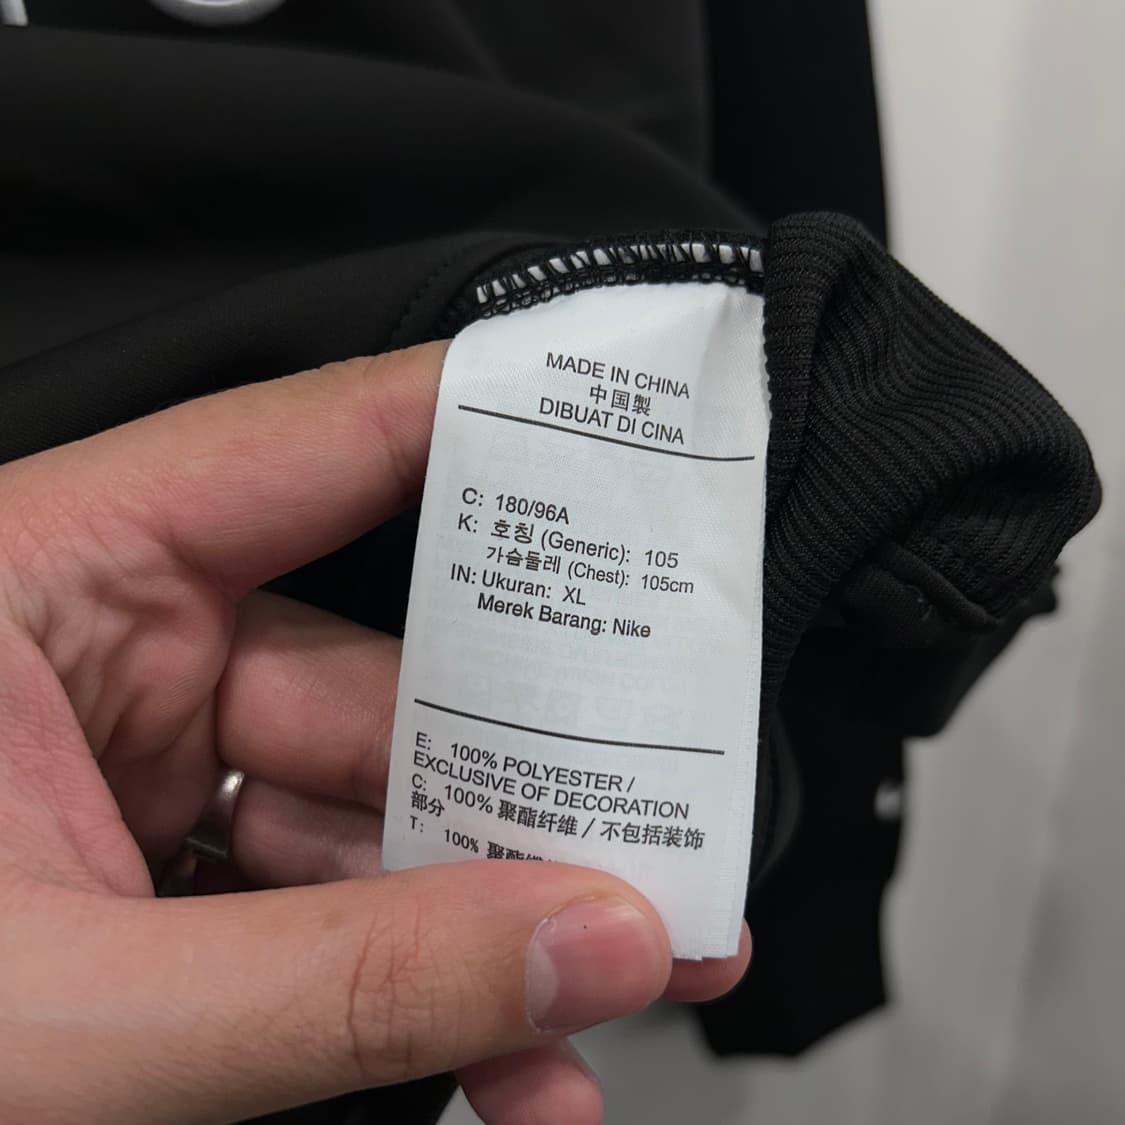 MADE IN CHINA
中国製
DIBUAT DI CINA
C: 180/96A
K: 호칭 (Generic): 105
가슴둘레 (Chest): 105cm
IN: Ukuran: XL
Merek Barang: Nike
E: 100% POLYESTER /
EXCLUSIVE OF DECORATION
C: 100% 聚酯纤维 / 不包括装饰
部分
T: 100% 聚酯